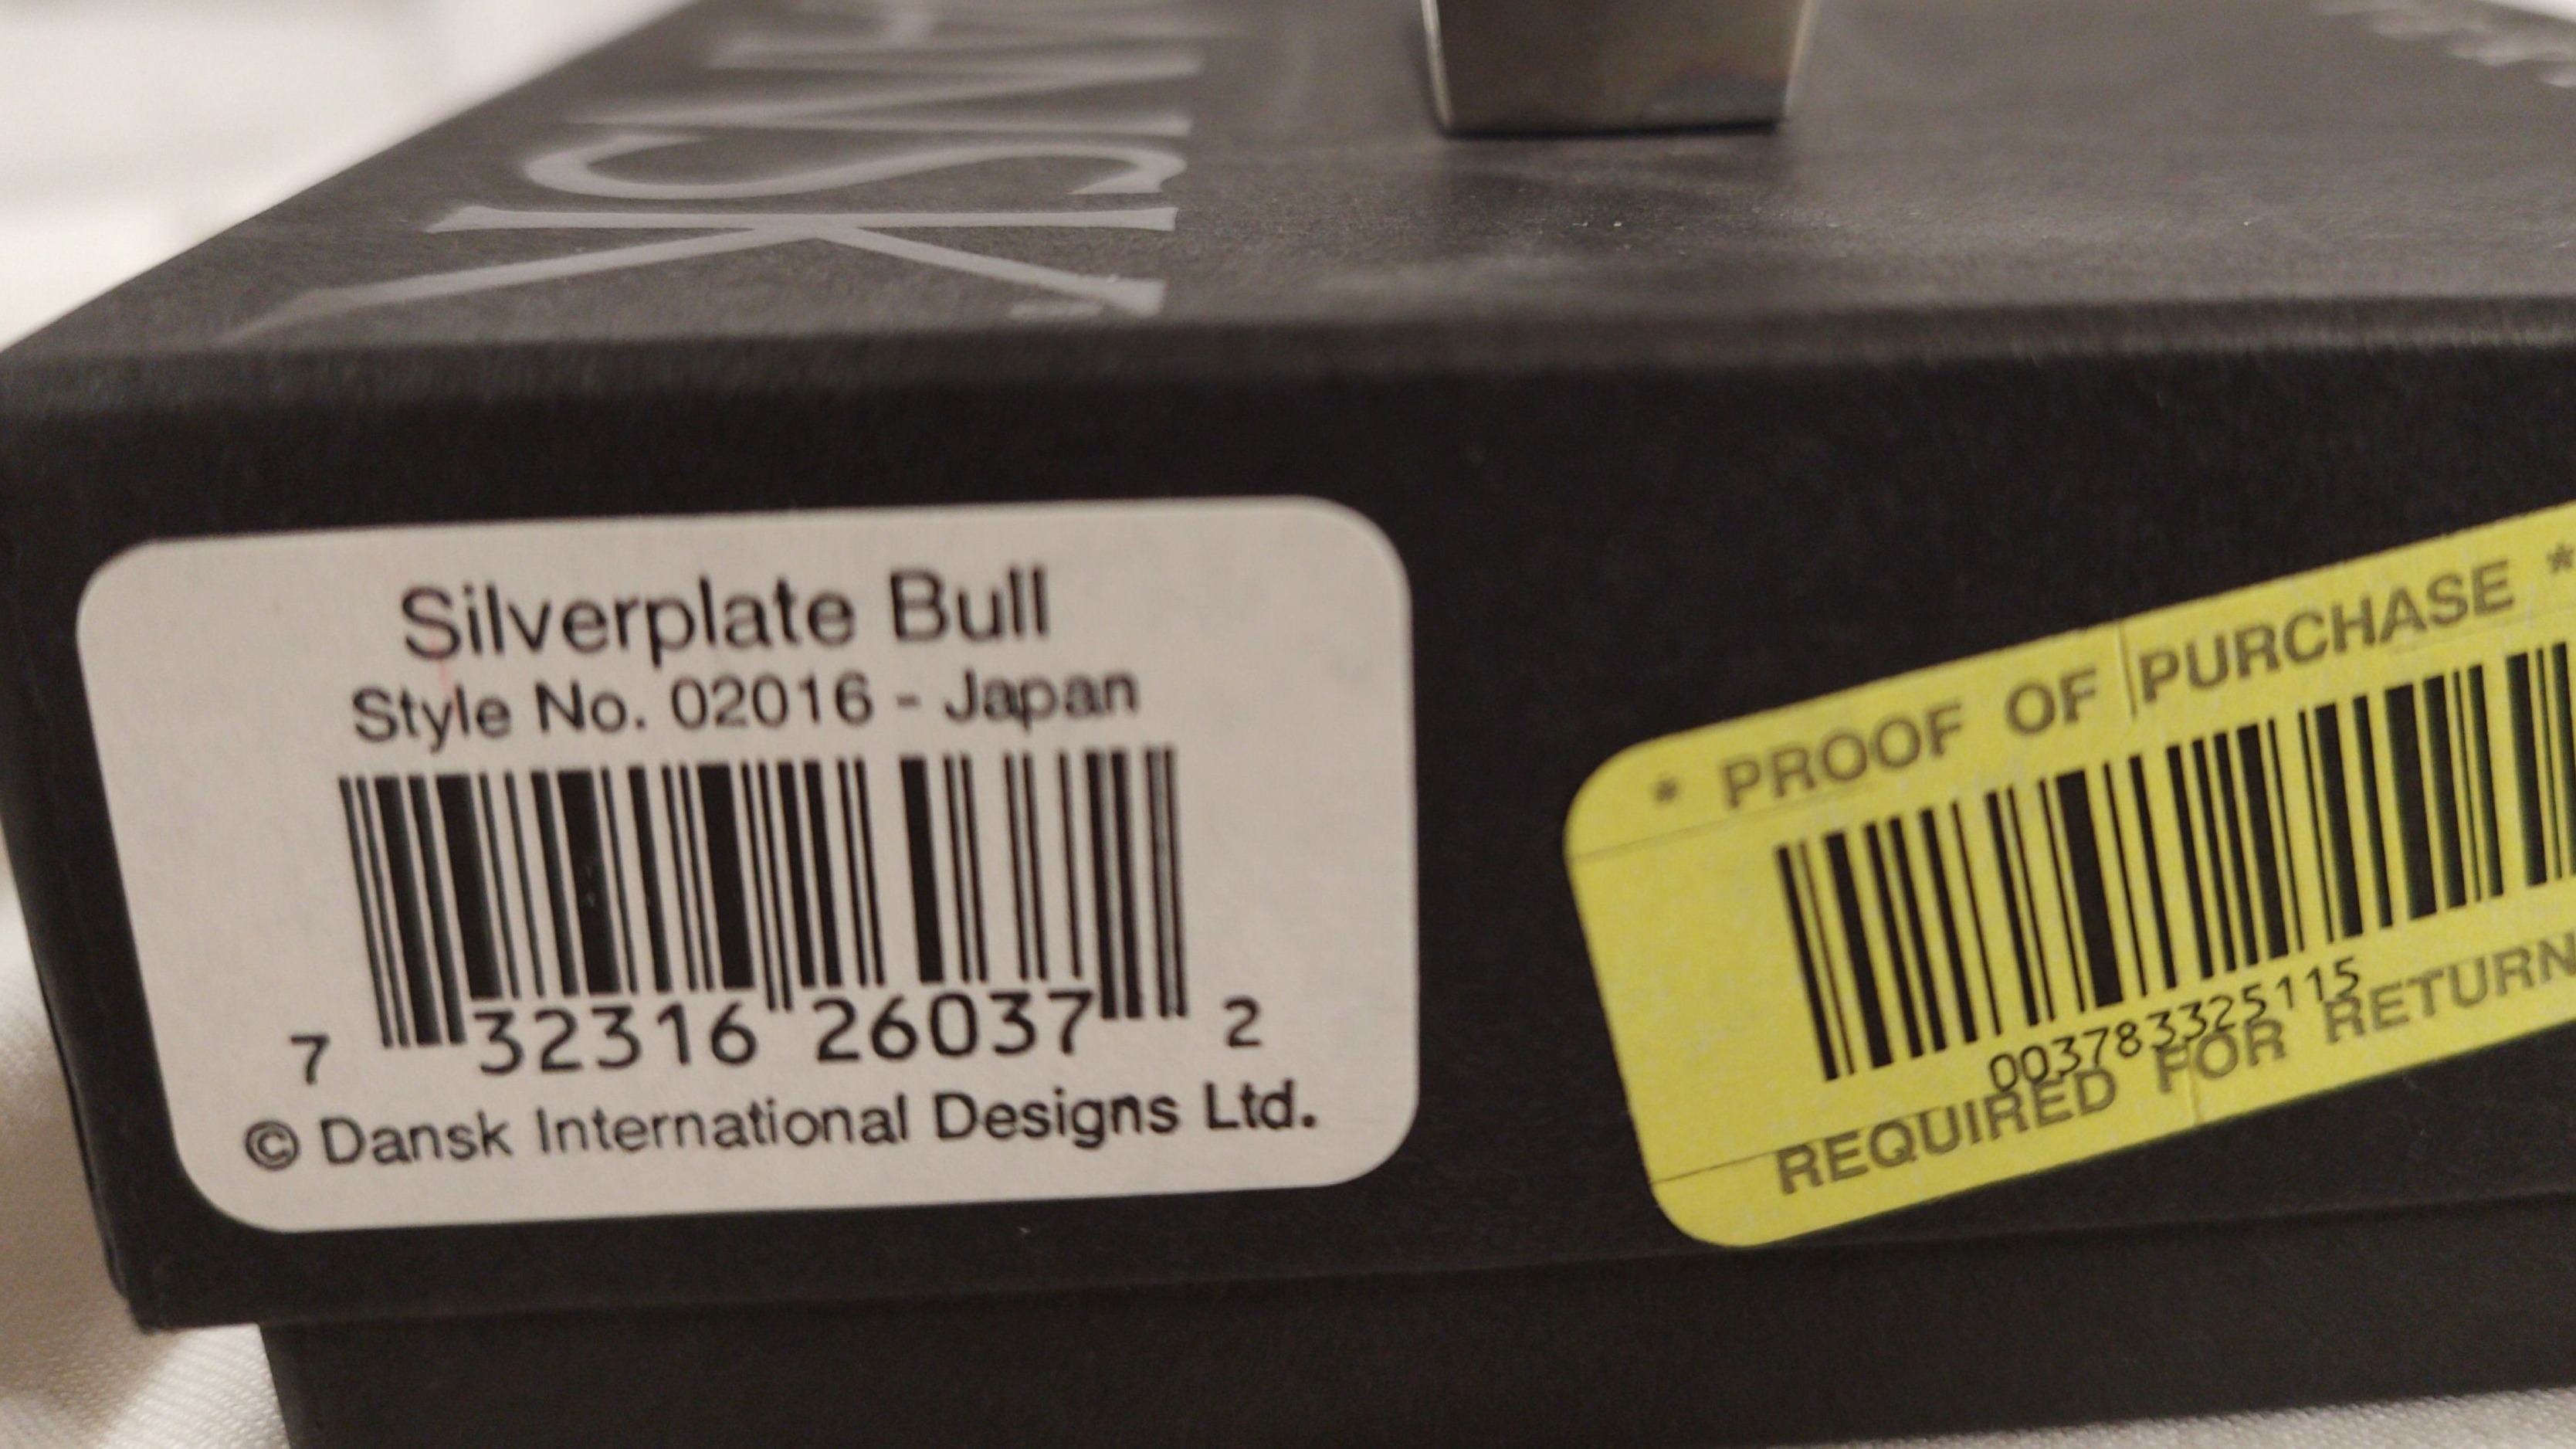 ANSK
Silverplate Bull
Style No. 02016 - Japan
7 32316 26037 2
© Dansk International Designs Ltd.
* PROOF OF PURCHASE *
003783325115
REQUIRED FOR RETURN